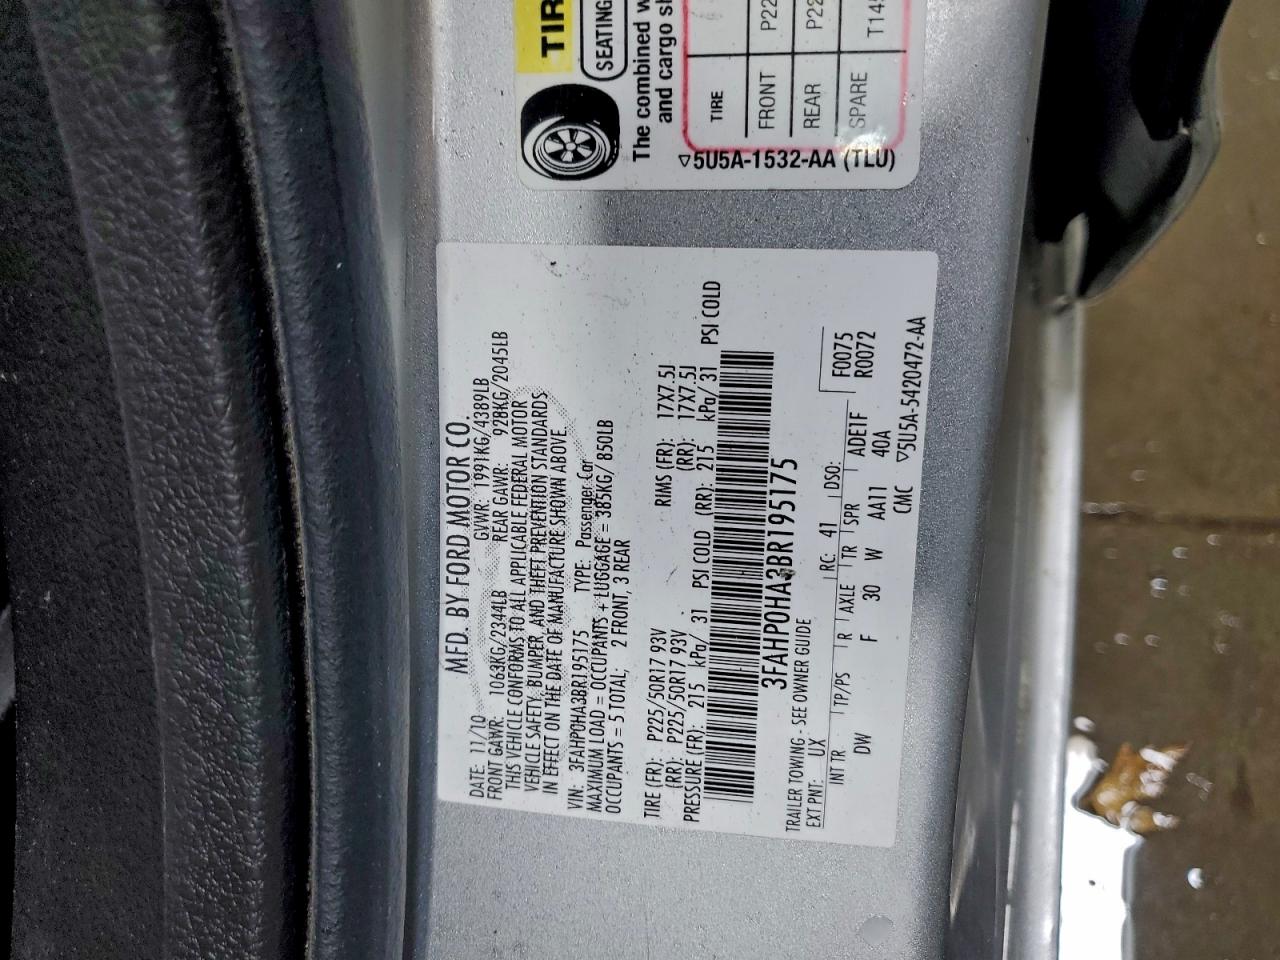 TIR
SEATING
The combined w
and cargo sh
TIRE
FRONT P22
REAR P22
SPARE T145
▽5U5A-1532-AA (TLU)
MFD. BY FORD MOTOR CO.
DATE: 11/10 GVWR: 1991KG/4389LB
FRONT GAWR: 1063KG/2344LB REAR GAWR: 928KG/2045LB
THIS VEHICLE CONFORMS TO ALL APPLICABLE FEDERAL MOTOR
VEHICLE SAFETY, BUMPER, AND THEFT PREVENTION STANDARDS
IN EFFECT ON THE DATE OF MANUFACTURE SHOWN ABOVE.
VIN: 3FAHP0HA3BR195175 TYPE: Passenger Car
MAXIMUM LOAD = OCCUPANTS + LUGGAGE = 385KG/850LB
OCCUPANTS = 5 TOTAL; 2 FRONT, 3 REAR
TIRE (FR): P225/50R17 93V RIMS (FR): 17X7.5J
(RR): P225/50R17 93V (RR): 17X7.5J
PRESSURE (FR): 215 kPa/ 31 PSI COLD (RR): 215 kPa/ 31 PSI COLD
3FAHP0HA3BR195175
TRAILER TOWING - SEE OWNER GUIDE
F0075
R0072
EXT PNT: UX RC: 41 DSO:
INT TR TP/PS R AXLE TR SPR ADE1F
DW F 30 W AA11 40A
CMC ▽5U5A-5420472-AA